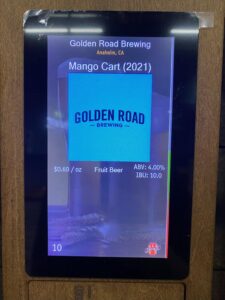 Golden Road Brewing
Anaheim, CA
Mango Cart (2021)
GOLDEN ROAD
BREWING
$0.69 / oz
Fruit Beer
ABV: 4.00%
IBU: 10.0
10